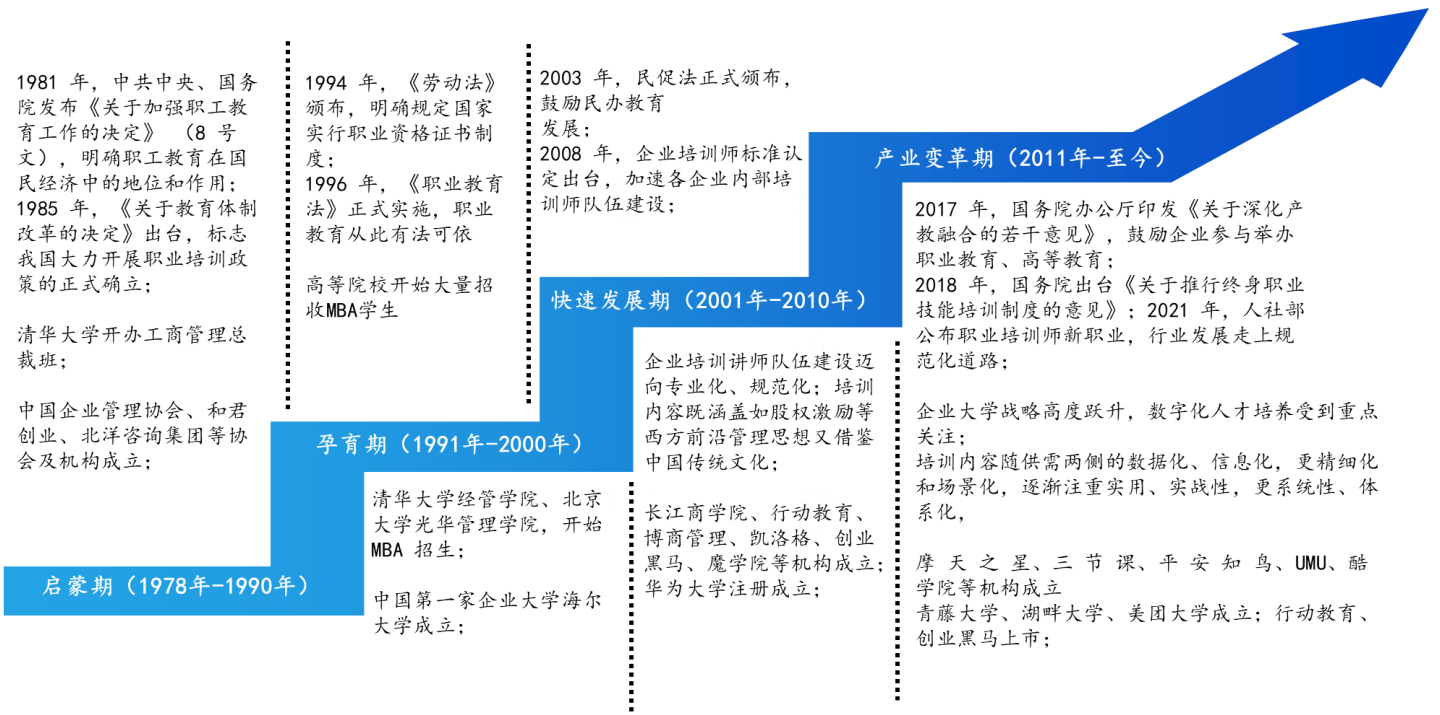 1981 年，中共中央、国务
院发布《关于加强职工教
育工作的决定》 （8 号
文），明确职工教育在国
民经济中的地位和作用；
1985 年，《关于教育体制
改革的决定》出台，标志
我国大力开展职业培训政
策的正式确立；
清华大学开办工商管理总
裁班；
中国企业管理协会、和君
创业、北洋咨询集团等协
会及机构成立；
启蒙期（1978年-1990年）
1994 年，《劳动法》
颁布，明确规定国家
实行职业资格证书制
度；
1996 年，《职业教育
法》正式实施，职业
教育从此有法可依
高等院校开始大量招
收MBA学生
孕育期（1991年-2000年）
清华大学经管学院、北京
大学光华管理学院，开始
MBA 招生；
中国第一家企业大学海尔
大学成立；
2003 年，民促法正式颁布，
鼓励民办教育
发展；
2008 年，企业培训师标准认
定出台，加速各企业内部培
训师队伍建设；
快速发展期（2001年-2010年）
企业培训讲师队伍建设迈
向专业化、规范化；培训
内容既涵盖如股权激励等
西方前沿管理思想又借鉴
中国传统文化；
长江商学院、行动教育、
博商管理、凯洛格、创业
黑马、魔学院等机构成立；
华为大学注册成立；
产业变革期（2011年-至今）
2017 年，国务院办公厅印发《关于深化产
教融合的若干意见》，鼓励企业参与举办
职业教育、高等教育；
2018 年，国务院出台《关于推行终身职业
技能培训制度的意见》；2021 年，人社部
公布职业培训师新职业，行业发展走上规
范化道路；
企业大学战略高度跃升，数字化人才培养受到重点
关注；
培训内容随供需两侧的数据化、信息化，更精细化
和场景化，逐渐注重实用、实战性，更系统性、体
系化，
摩 天 之 星、三 节 课、平 安 知 鸟、UMU、酷
学院等机构成立
青藤大学、湖畔大学、美团大学成立；行动教育、
创业黑马上市；